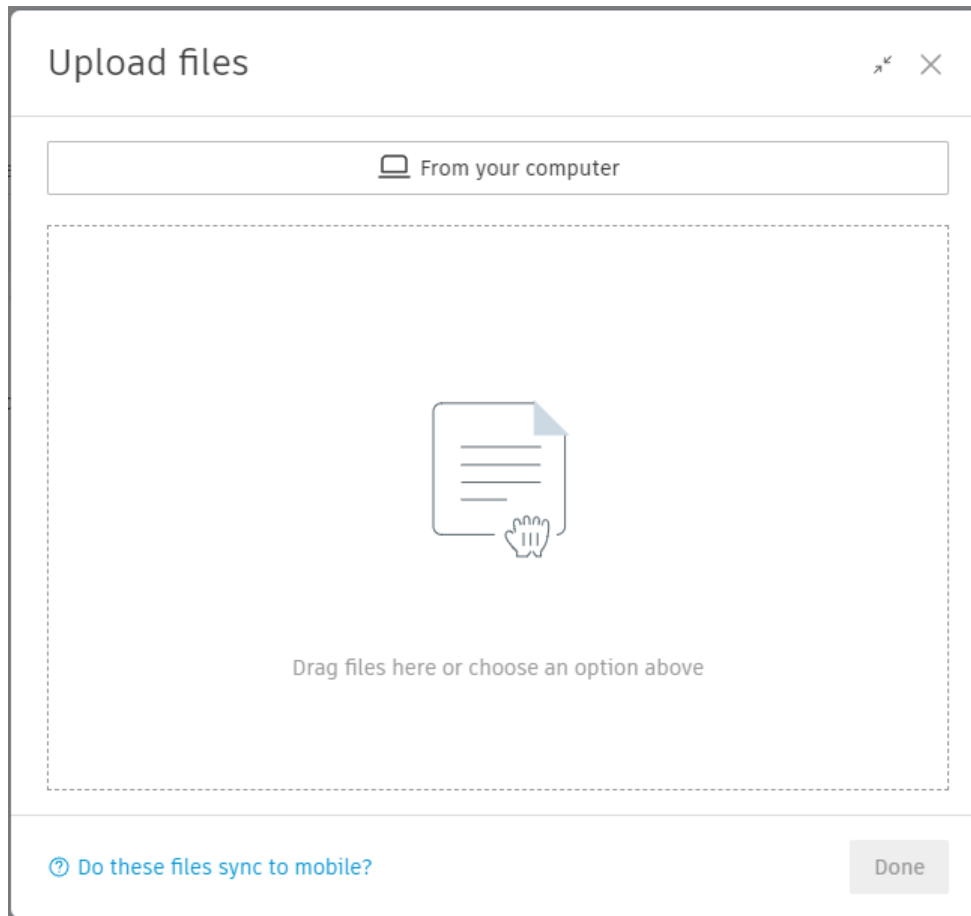 Upload files
From your computer
Drag files here or choose an option above
Do these files sync to mobile?
Done